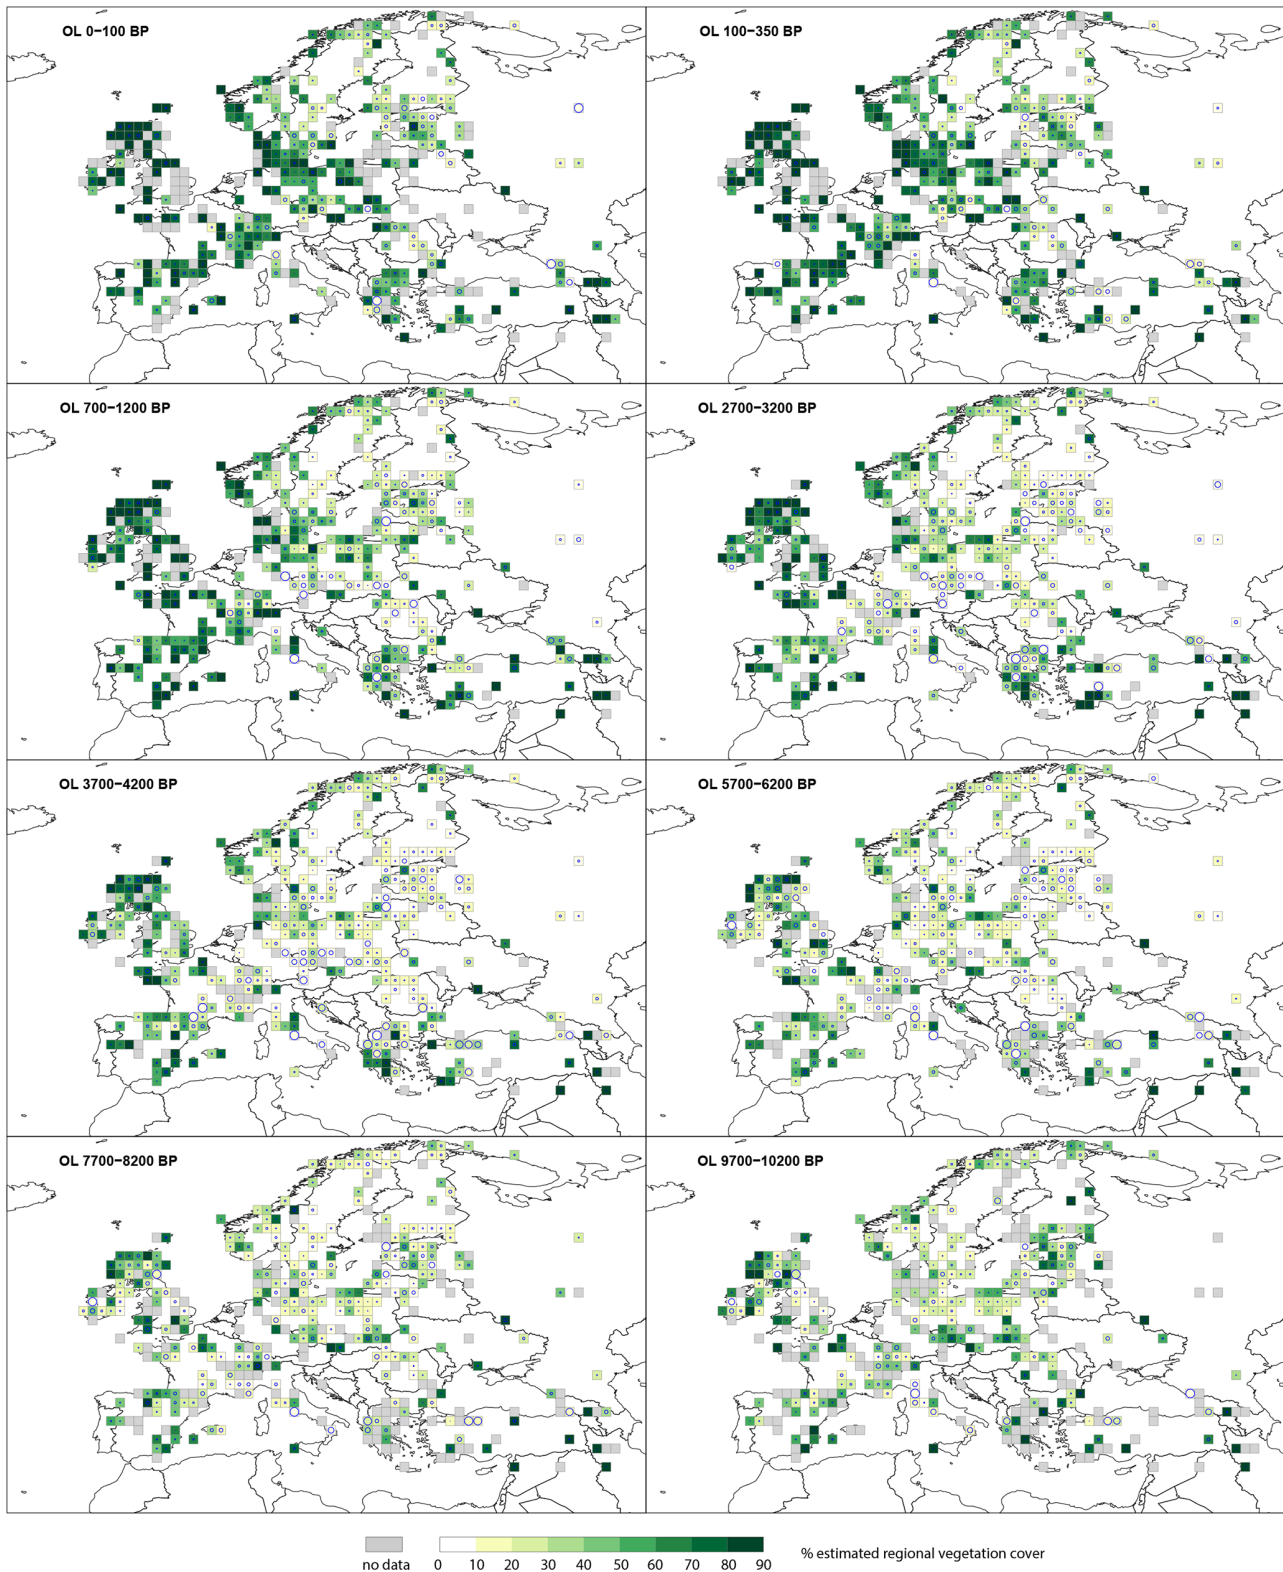 OL 0–100 BP
OL 100–350 BP
OL 700–1200 BP
OL 2700–3200 BP
OL 3700–4200 BP
OL 5700–6200 BP
OL 7700–8200 BP
OL 9700–10200 BP
no data
0 10 20 30 40 50 60 70 80 90
% estimated regional vegetation cover